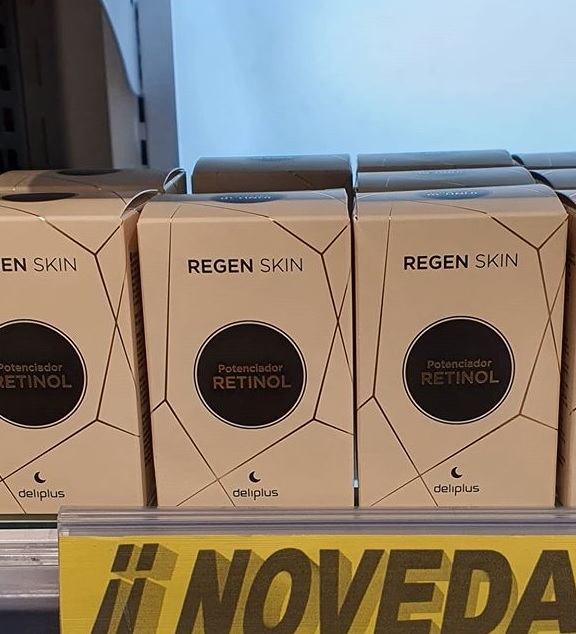 EN SKIN
REGEN SKIN
REGEN SKIN
Potenciador
RETINOL
Potenciador
RETINOL
Potenciador
RETINOL
deliplus
deliplus
deliplus
¡¡NOVEDA